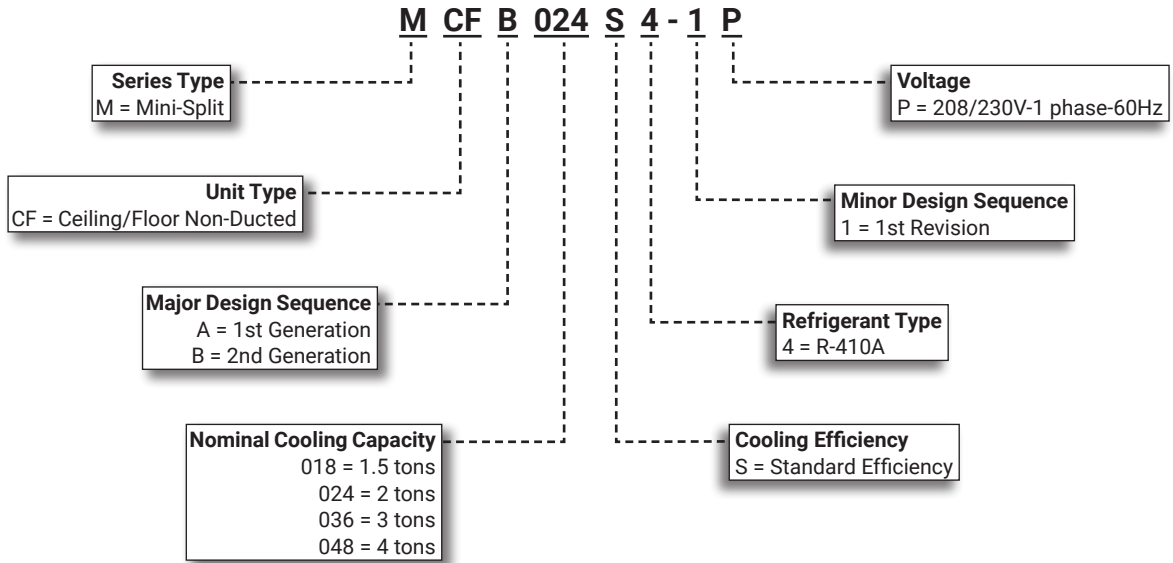 M CF B 024 S 4 - 1 P
Series Type
M = Mini-Split
Voltage
P = 208/230V-1 phase-60Hz
Unit Type
CF = Ceiling/Floor Non-Ducted
Minor Design Sequence
1 = 1st Revision
Major Design Sequence
A = 1st Generation
B = 2nd Generation
Refrigerant Type
4 = R-410A
Nominal Cooling Capacity
018 = 1.5 tons
024 = 2 tons
036 = 3 tons
048 = 4 tons
Cooling Efficiency
S = Standard Efficiency